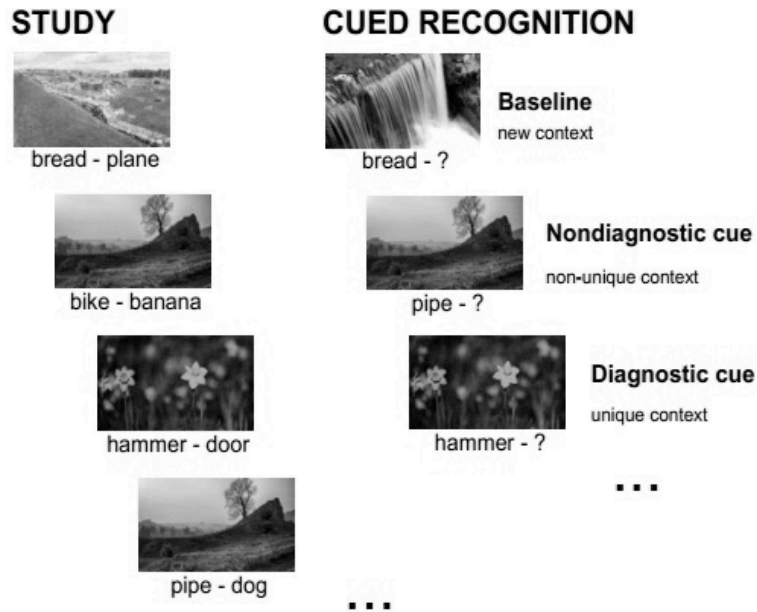 STUDY
bread - plane
bike - banana
hammer - door
pipe - dog
...
CUED RECOGNITION
bread - ?
Baseline
new context
pipe - ?
Nondiagnostic cue
non-unique context
hammer - ?
Diagnostic cue
unique context
...